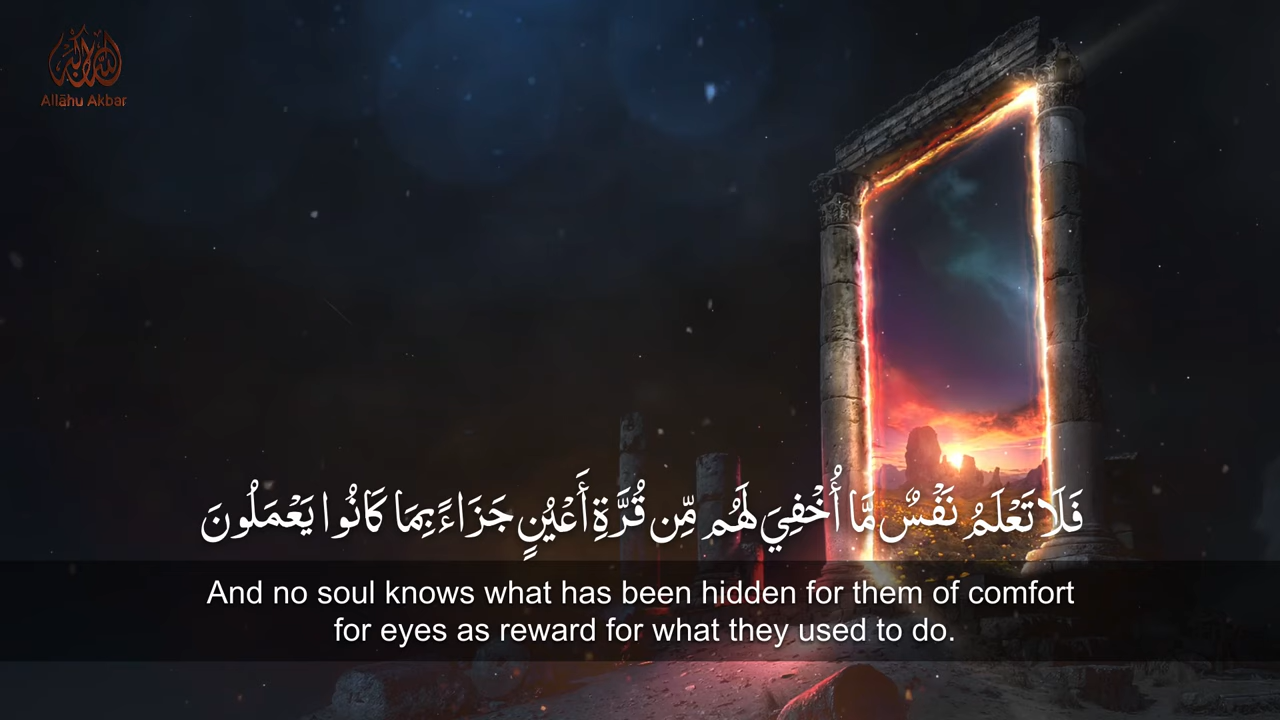 الله أكبر
Allāhu Akbar
فَلَا تَعْلَمُ نَفْسٌ مَّا أُخْفِيَ لَهُم مِّن قُرَّةِ أَعْيُنٍ جَزَاءً بِمَا كَانُوا يَعْمَلُونَ
And no soul knows what has been hidden for them of comfort
for eyes as reward for what they used to do.